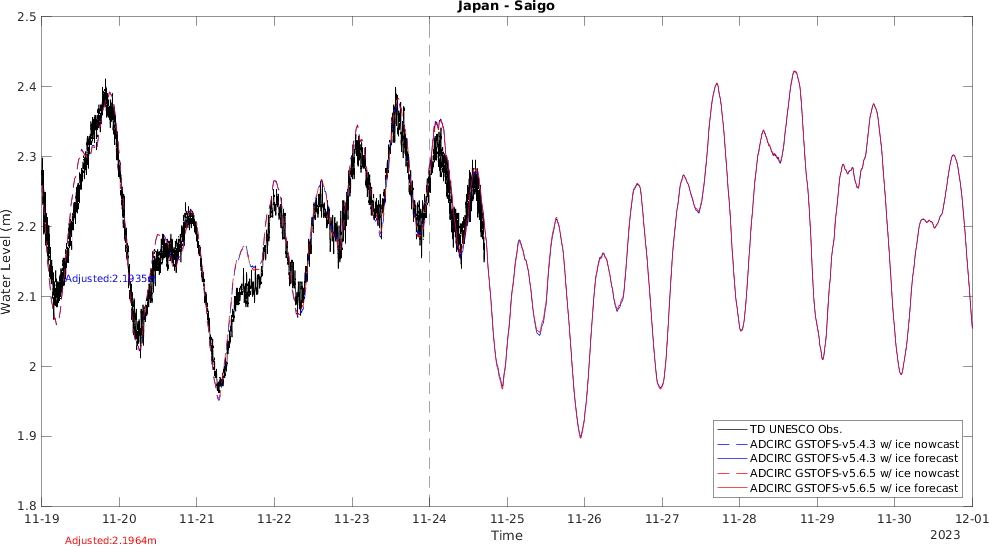 Japan - Saigo
2.5
2.4
2.3
2.2
2.1
2
1.9
1.8
Water Level (m)
Adjusted:2.1935m
TD UNESCO Obs.
ADCIRC GSTOFS-v5.4.3 w/ ice nowcast
ADCIRC GSTOFS-v5.4.3 w/ ice forecast
ADCIRC GSTOFS-v5.6.5 w/ ice nowcast
ADCIRC GSTOFS-v5.6.5 w/ ice forecast
11-19 11-20 11-21 11-22 11-23 11-24 11-25 11-26 11-27 11-28 11-29 11-30 12-01
Time
2023
Adjusted:2.1964m